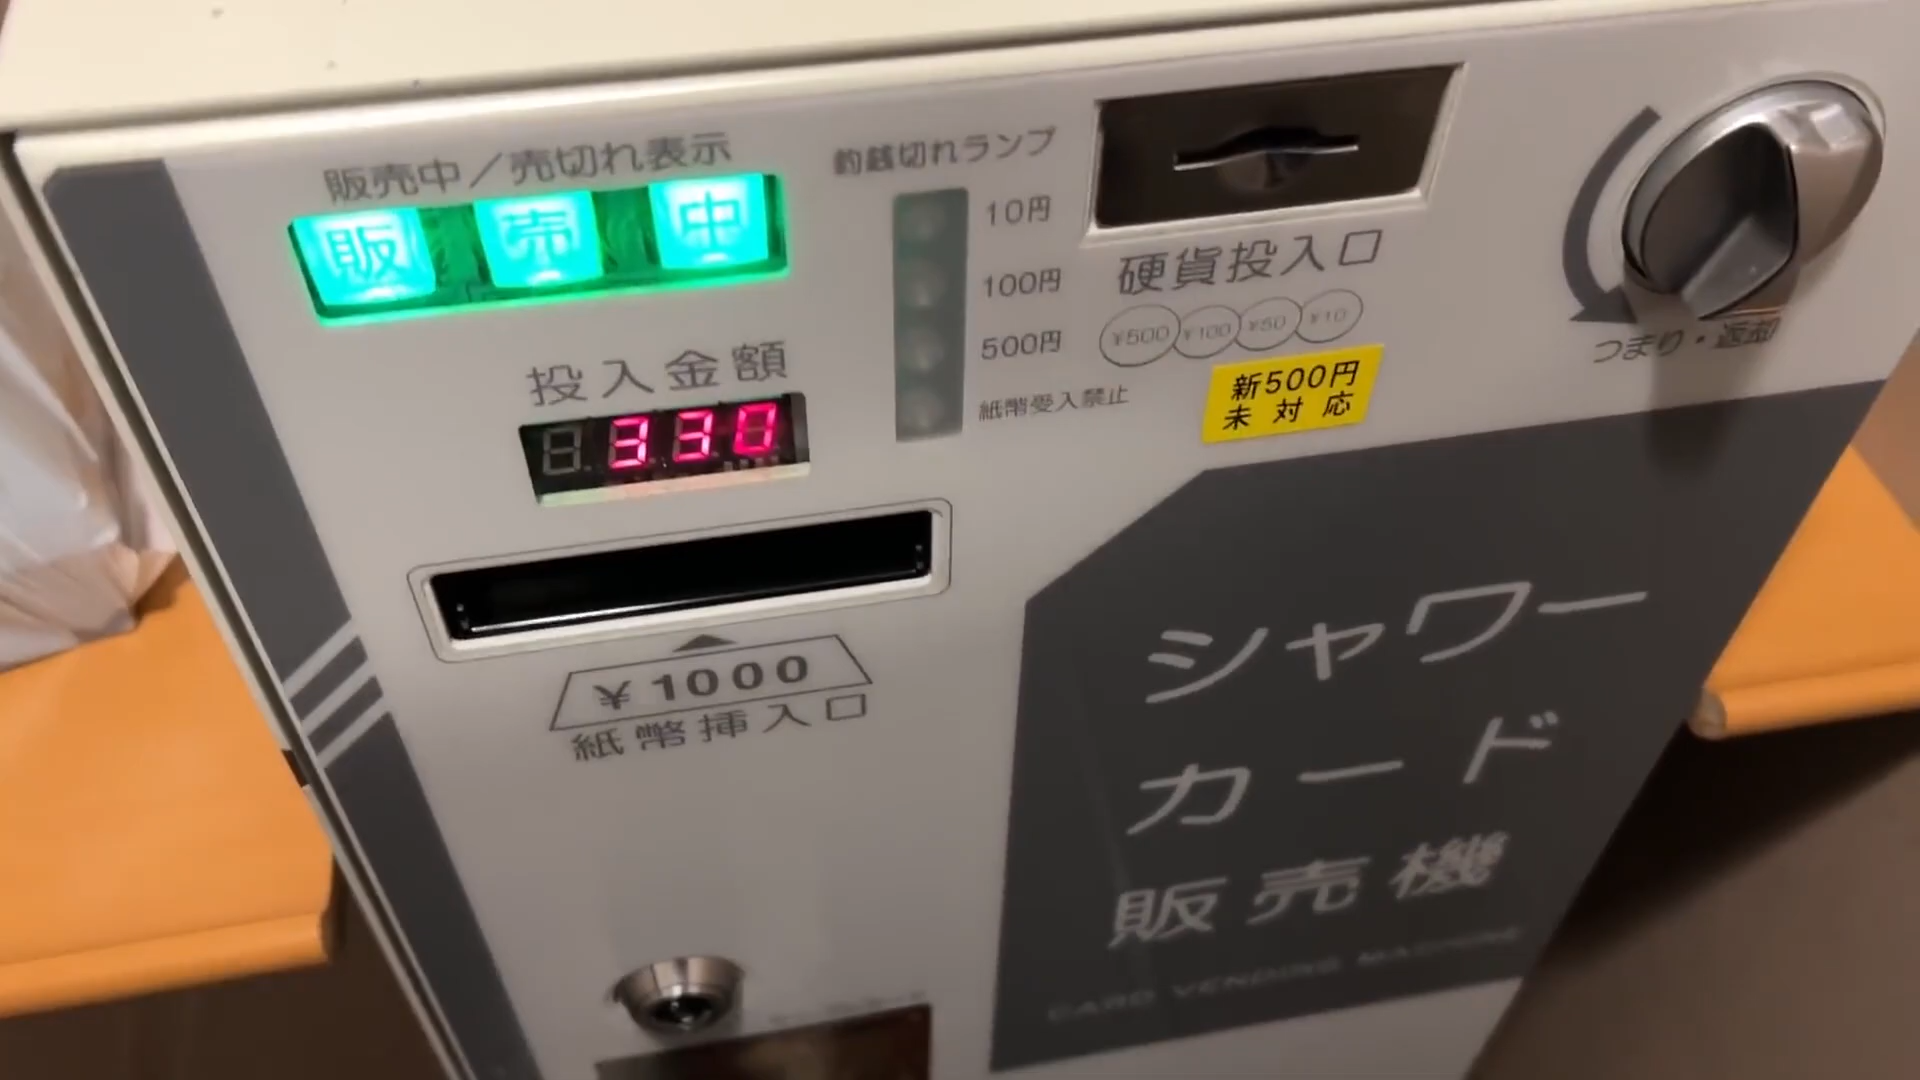 販売中/売切れ表示
販売中
投入金額
330
¥1000
紙幣挿入口
釣銭切れランプ
10円
100円
500円
紙幣受入禁止
硬貨投入口
¥500 ¥100 ¥50 ¥10
新500円
未対応
つまり・返却
シャワー
カード
販売機
CARD VENDING MACHINE